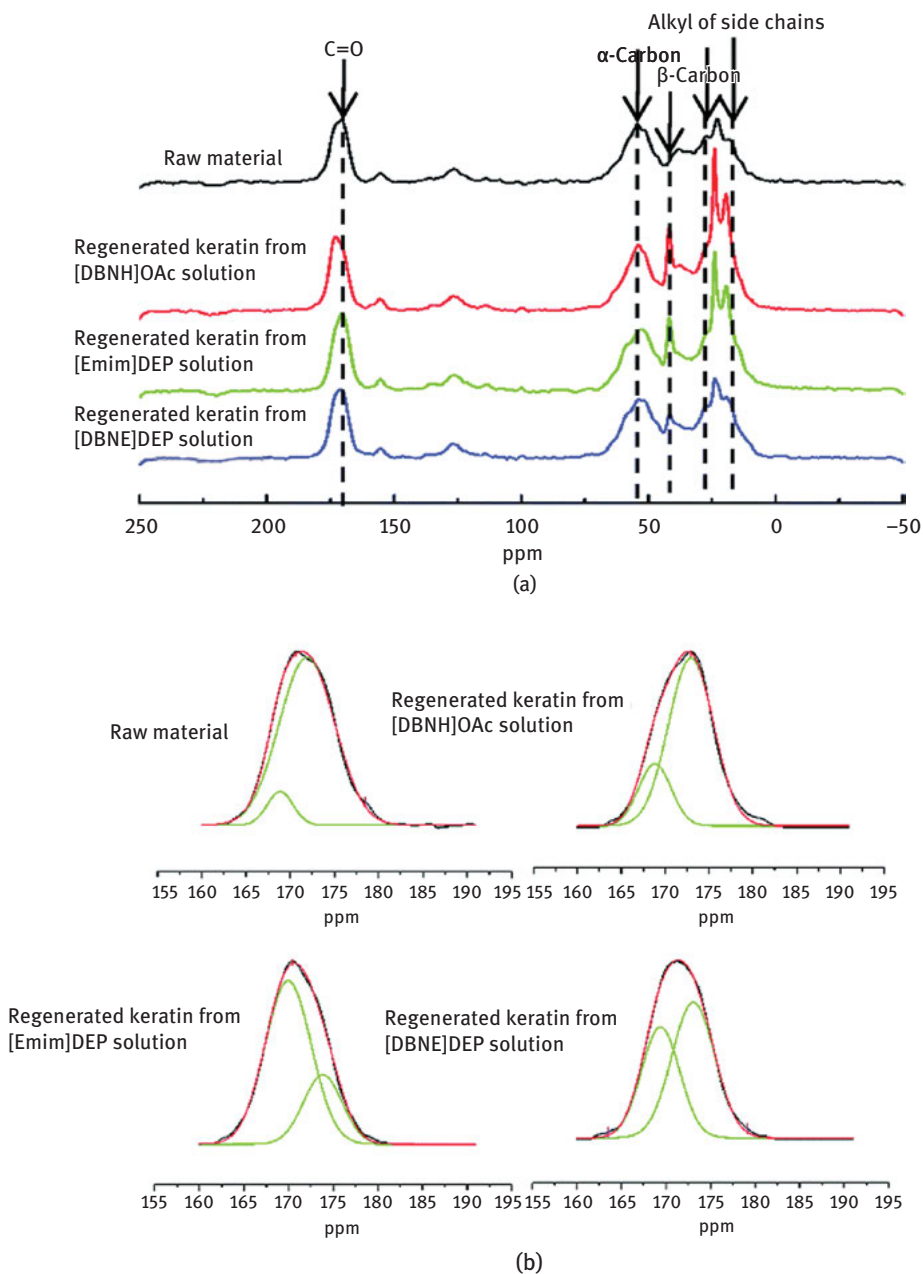 Alkyl of side chains
C=O
α-Carbon
β-Carbon
Raw material
Regenerated keratin from
[DBNH]OAc solution
Regenerated keratin from
[Emim]DEP solution
Regenerated keratin from
[DBNE]DEP solution
250 200 150 100 50 0 −50
ppm
(a)
Raw material
Regenerated keratin from
[DBNH]OAc solution
155 160 165 170 175 180 185 190 195
ppm
155 160 165 170 175 180 185 190 195
ppm
Regenerated keratin from
[Emim]DEP solution
Regenerated keratin from
[DBNE]DEP solution
155 160 165 170 175 180 185 190 195
ppm
155 160 165 170 175 180 185 190 195
ppm
(b)